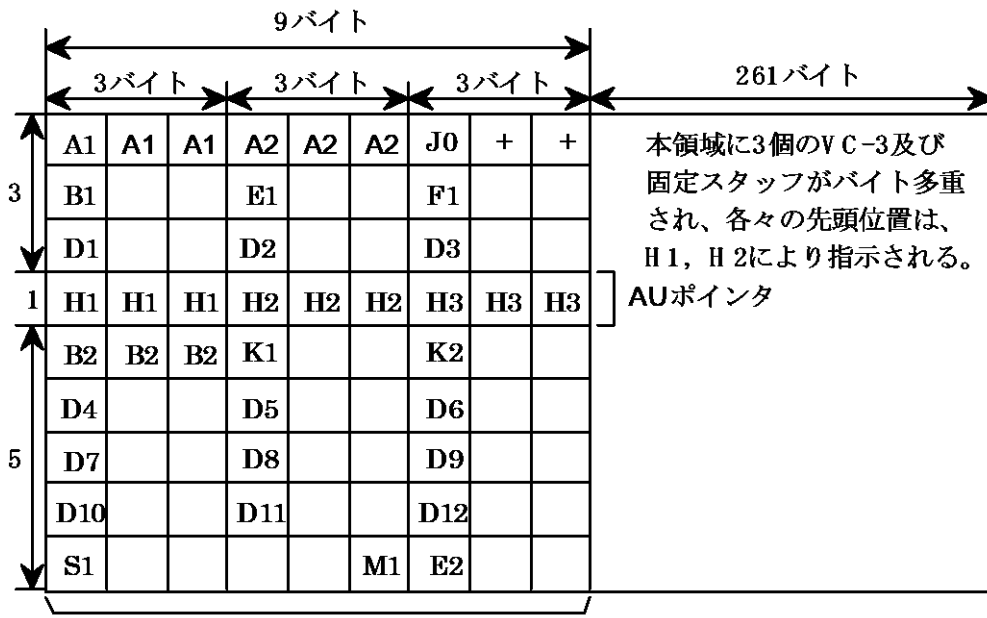 9バイト
3バイト 3バイト 3バイト 261バイト
A1 A1 A1 A2 A2 A2 J0 + +
本領域に3個のVC-3及び
3 B1 E1 F1
固定スタッフがバイト多重
され、各々の先頭位置は、
D1 D2 D3
H1, H2により指示される。
1 H1 H1 H1 H2 H2 H2 H3 H3 H3 AUポインタ
B2 B2 B2 K1 K2
D4 D5 D6
5 D7 D8 D9
D10 D11 D12
S1 M1 E2